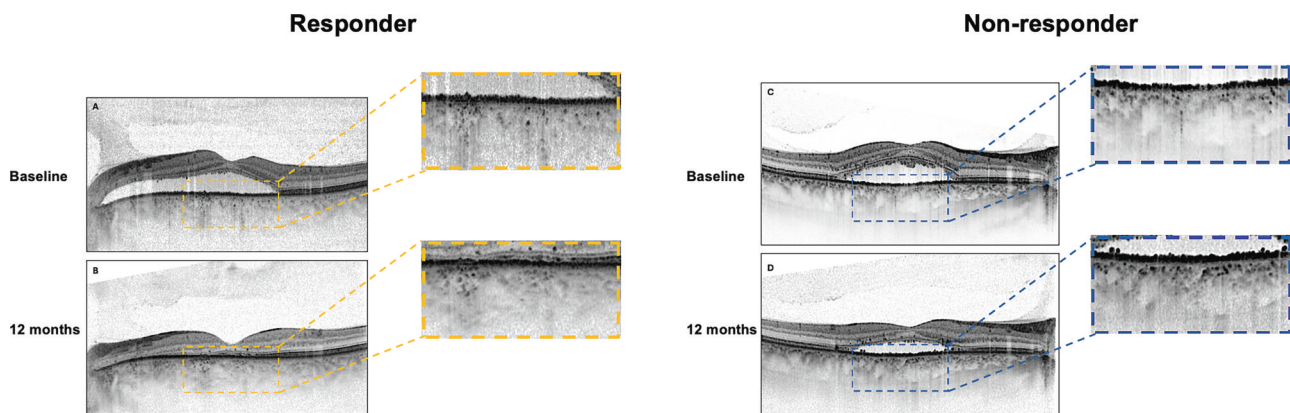 Responder
Non-responder
A
C
Baseline
Baseline
B
D
12 months
12 months